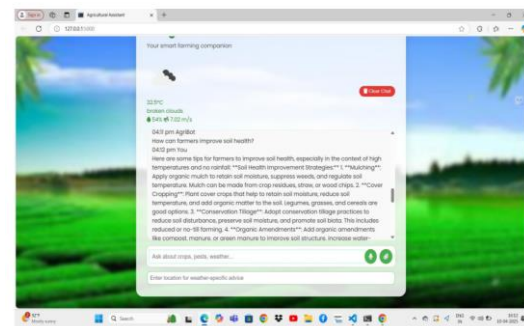 Sign in
Agricultural Assistant
127.0.0.1:5000
Your smart farming companion
Clear Chat
broken clouds
54% 7.02 m/s
04:11 pm AgriBot
How can farmers improve soil health?
04:12 pm You
Here are some tips for farmers to improve soil health, especially in the context of high
temperatures and no rainfall. **Soil Health Improvement Strategies:** 1. **Mulching**:
Apply organic mulch to retain soil moisture, suppress weeds, and regulate soil
temperature. Mulch can be made from crop residues, straw, or wood chips. 2. **Cover
Cropping**: Plant cover crops that help to retain soil moisture, reduce soil
temperature, and add organic matter to the soil. Legumes, grasses, and cereals are
good options. 3. **Conservation Tillage**: Adopt conservation tillage practices to
reduce soil disturbance, preserve soil moisture, and promote soil biota. This includes
reduced or no-till farming. 4. **Organic Amendments**: Add organic amendments
like compost, manure, or green manure to improve soil structure, increase water-
Ask about crops, pests, weather...
Enter location for weather-specific advice
Search